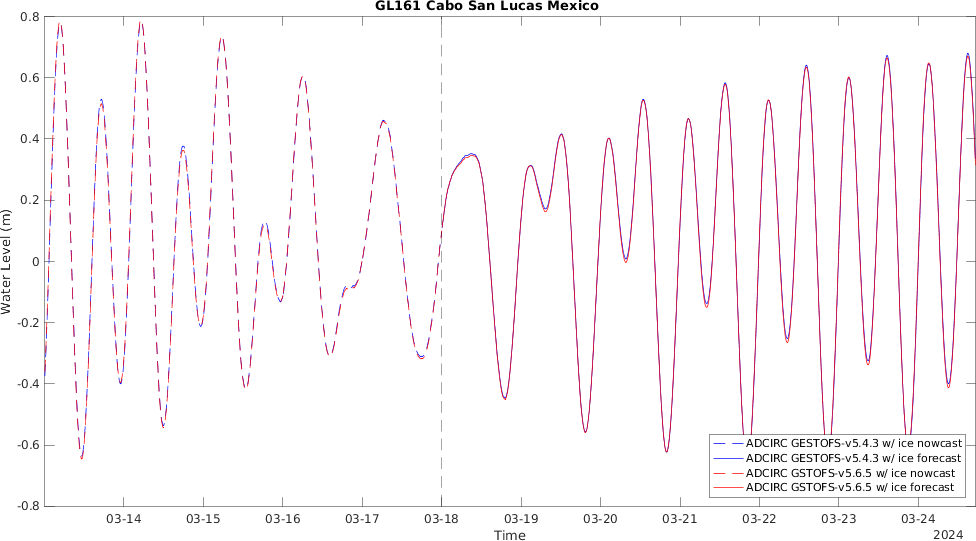 GL161 Cabo San Lucas Mexico
0.8
0.6
0.4
0.2
0
-0.2
-0.4
-0.6
-0.8
Water Level (m)
ADCIRC GESTOFS-v5.4.3 w/ ice nowcast
ADCIRC GESTOFS-v5.4.3 w/ ice forecast
ADCIRC GSTOFS-v5.6.5 w/ ice nowcast
ADCIRC GSTOFS-v5.6.5 w/ ice forecast
03-14 03-15 03-16 03-17 03-18 03-19 03-20 03-21 03-22 03-23 03-24
Time
2024